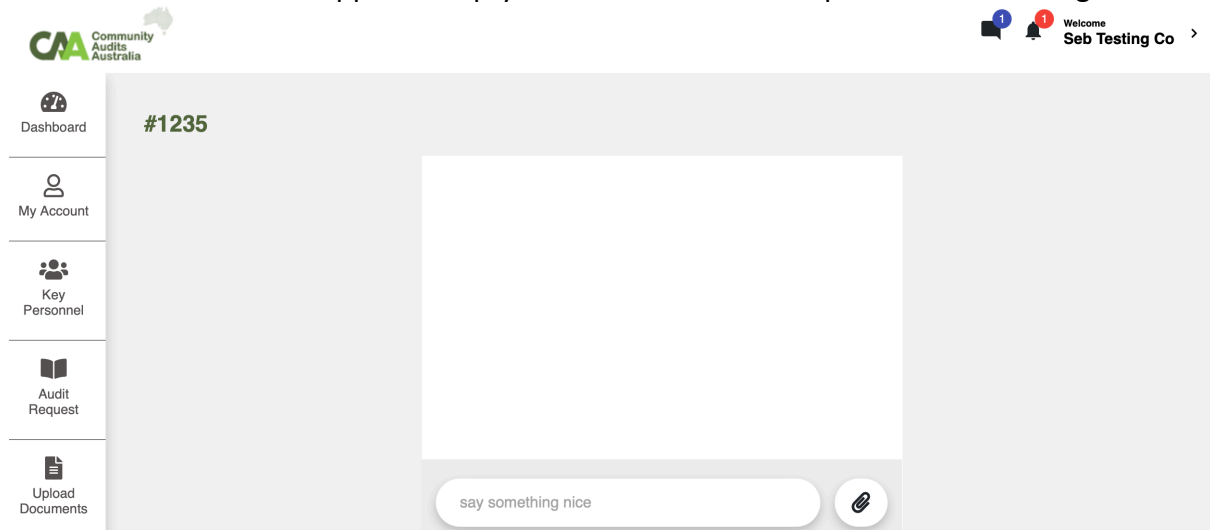 CAA Community
Audits
Australia
1
1
Welcome
Seb Testing Co
Dashboard
#1235
My Account
Key
Personnel
Audit
Request
Upload
Documents
say something nice